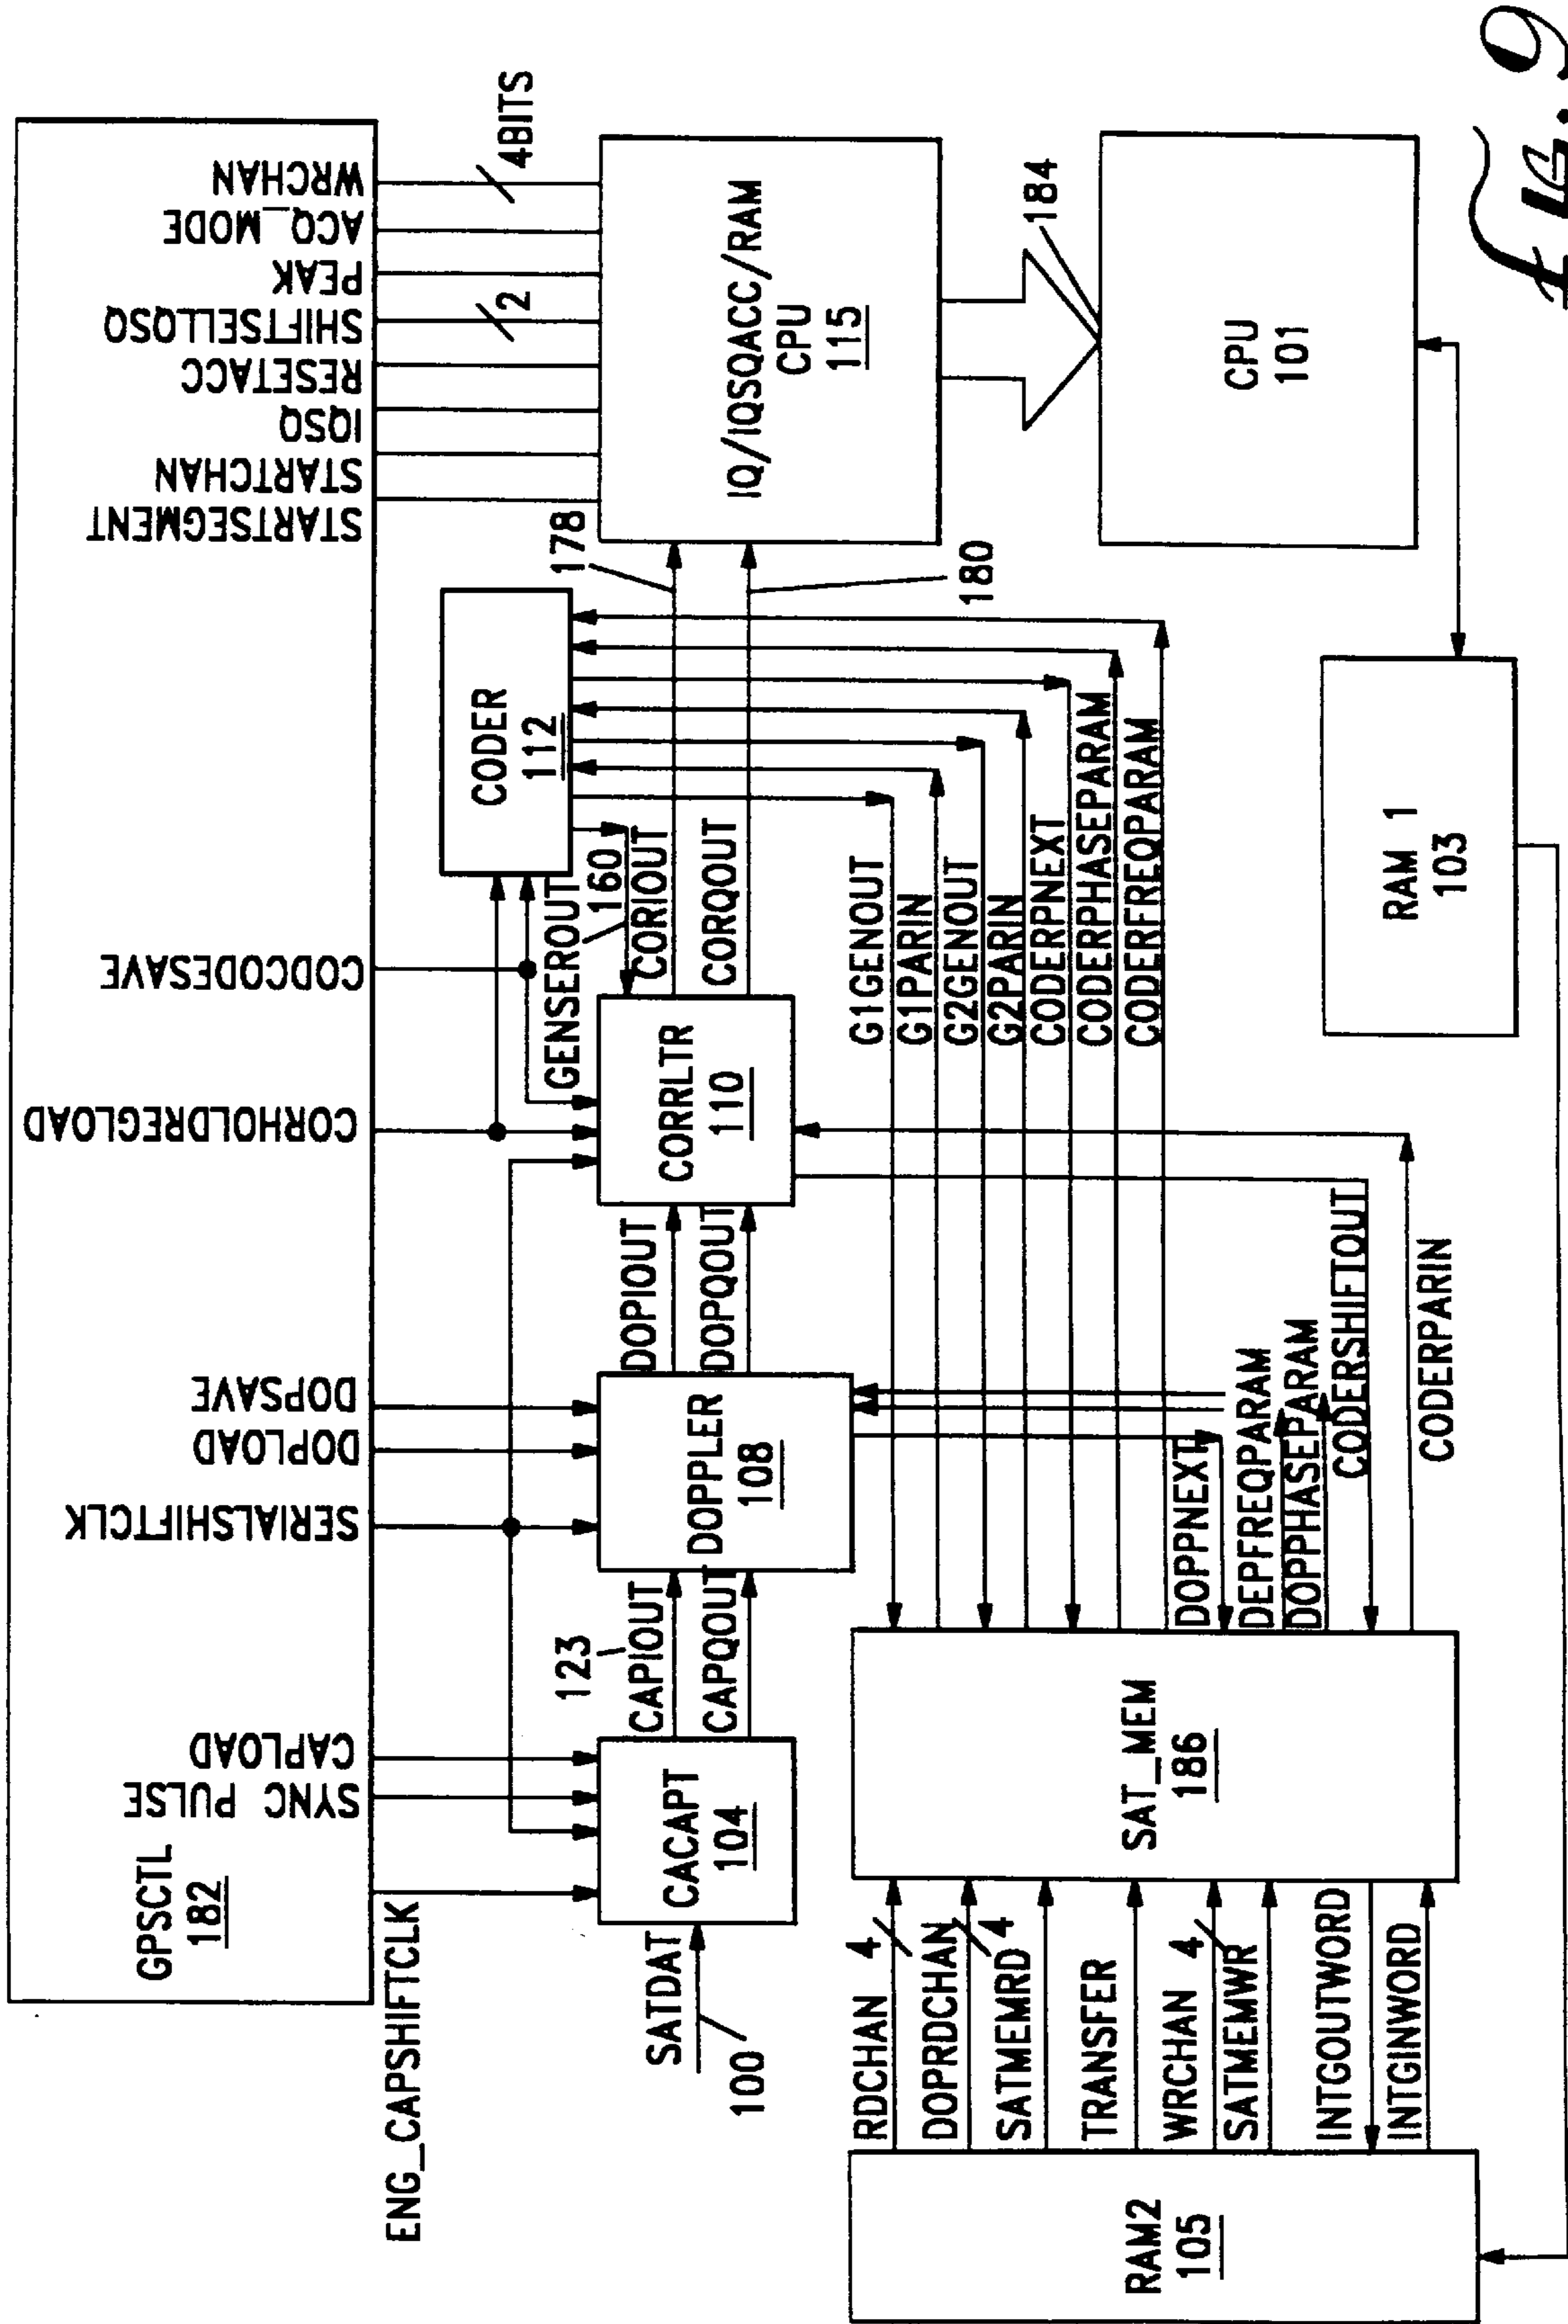 GPSCTL
182
ENG_CAPSHIFTCLK
SYNC PULSE
CAPLOAD
SERIALSHIFTCLK
DOPLOAD
DOPSAVE
CORHOLDREGLOAD
CODCODESAVE
STARTSEGMENT
STARTCHAN
IQSQ
RESETACC
SHIFTSELLQSQ
2
PEAK
ACQ_MODE
WRCHAN
4BITS
SATDAT
100
CACAPT
104
123
CAPIOUT
CAPQOUT
DOPPLER
108
DOPIOUT
DOPQOUT
CORRLTR
110
GENSEROUT
160
CORIOUT
CORQOUT
CODER
112
178
180
IQ/IQSQACC/RAM
CPU
115
184
CPU
101
G1GENOUT
G1PARIN
G2GENOUT
G2PARIN
CODERPNEXT
CODERPHASEPARAM
CODERFREQPARAM
DOPPNEXT
DEPFREQPARAM
DOPPHASEPARAM
CODERSHIFTOUT
CODERPARIN
RAM 1
103
SAT_MEM
186
RDCHAN
4
DOPRDCHAN
4
SATMEMRD
TRANSFER
WRCHAN
4
SATMEMWR
INTGOUTWORD
INTGINWORD
RAM2
105
fig. 9